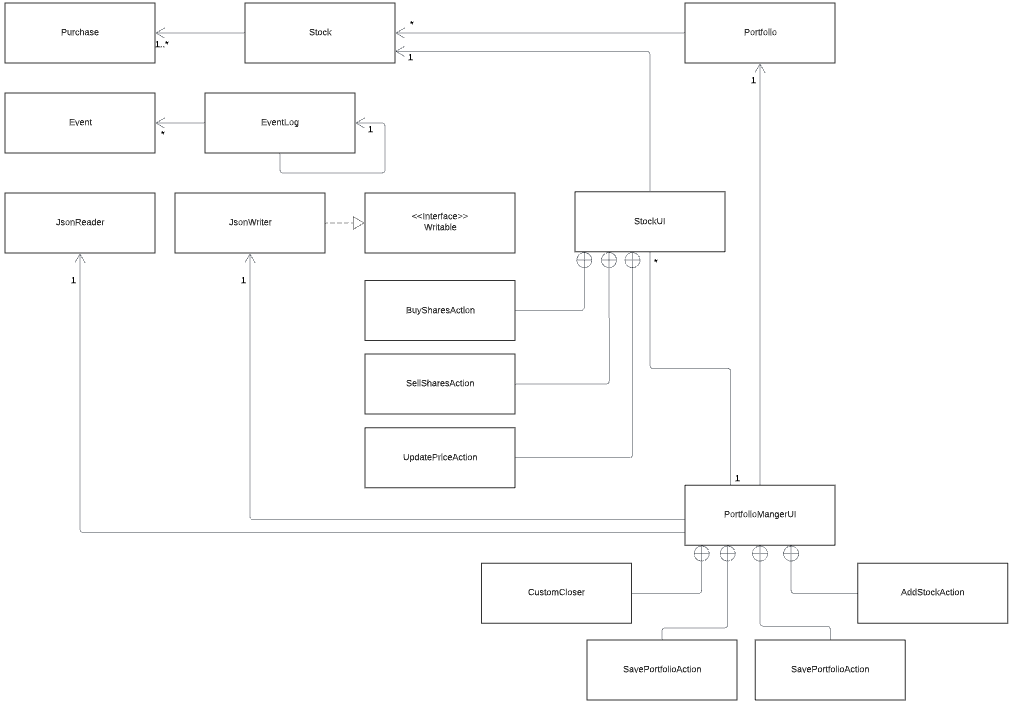 Purchase
Stock
Portfolio
1..*
*
1
1
Event
EventLog
*
1
JsonReader
JsonWriter
<<Interface>>
Writable
StockUI
1
1
*
BuySharesAction
SellSharesAction
UpdatePriceAction
1
PortfolioMangerUI
CustomCloser
AddStockAction
SavePortfolioAction
SavePortfolioAction